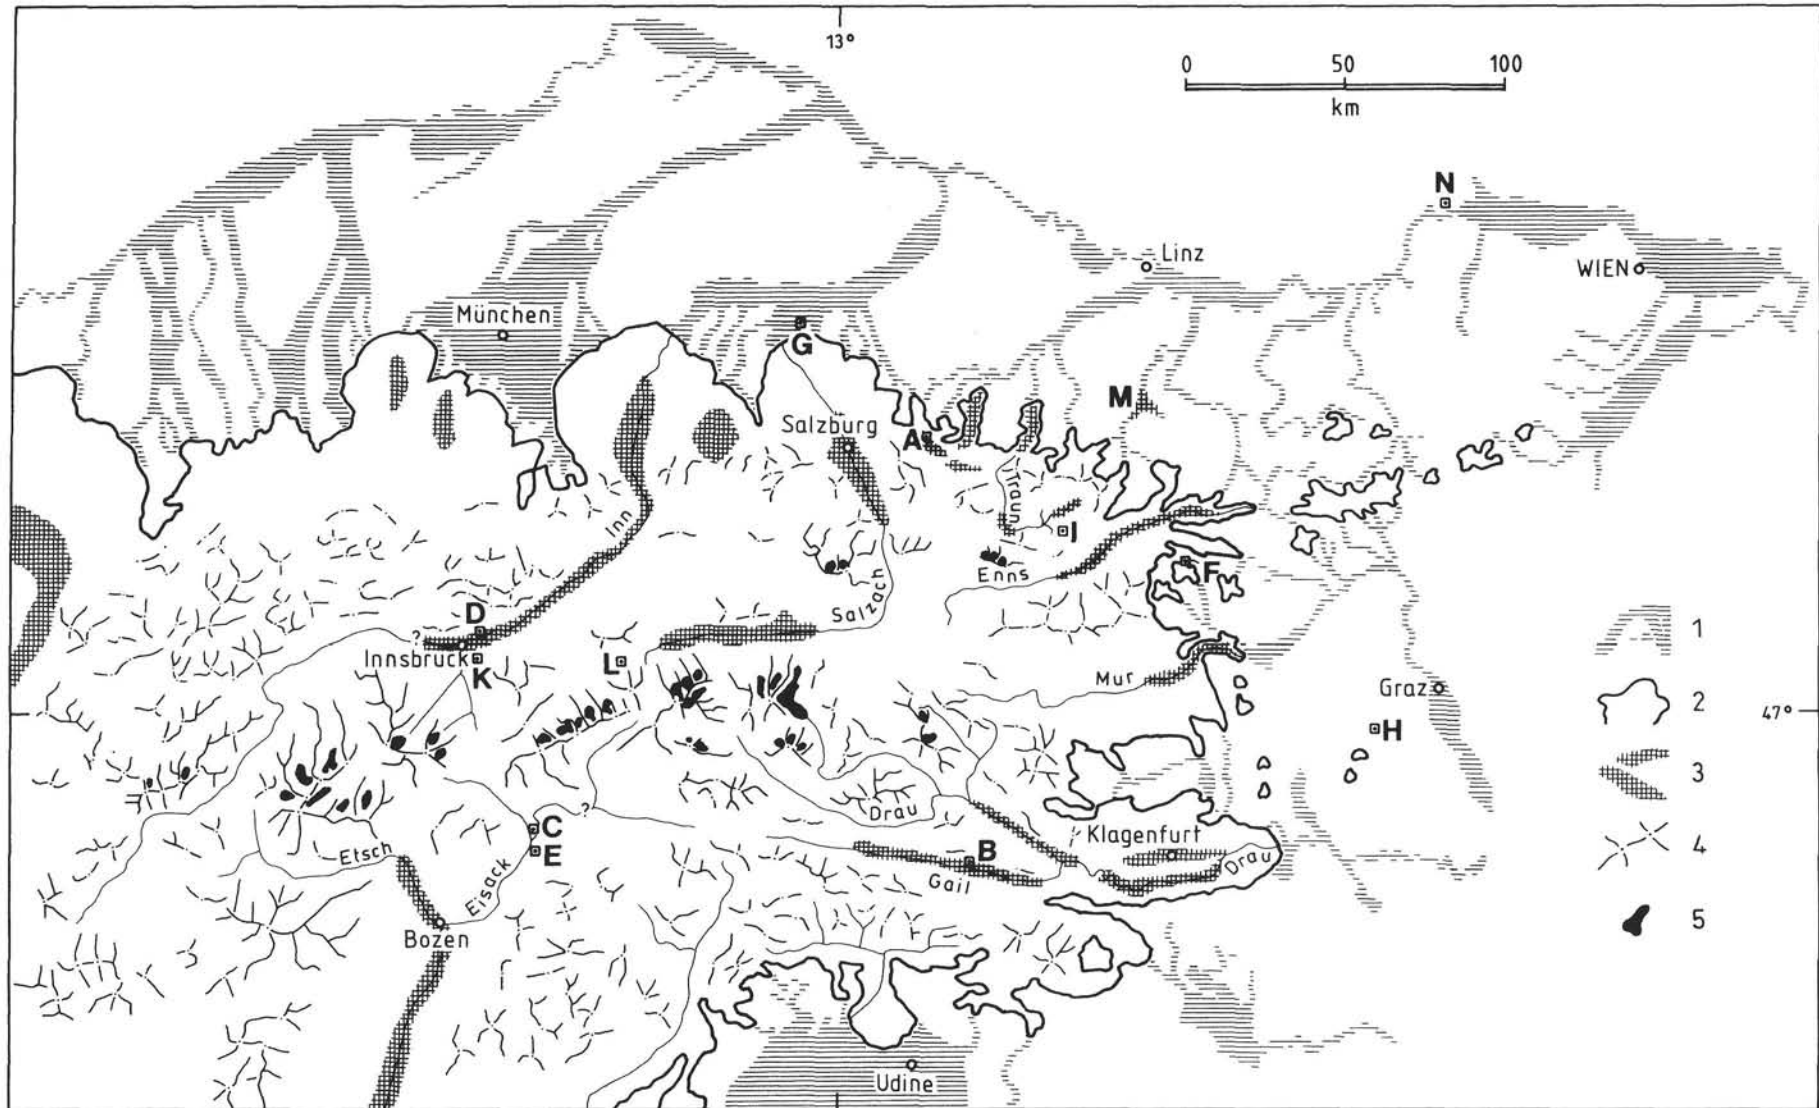 13°
0 50 100
km
N
Linz
WIEN
München
G
M
Salzburg
A
Traun
Inn
I
Enns
F
Salzach
D
?
Innsbruck
K
L
1
Mur
Graz
2
47°
H
3
?
Drau
C
Klagenfurt
4
E
Etsch
B
Drau
Eisack
Gail
5
Bozen
Udine